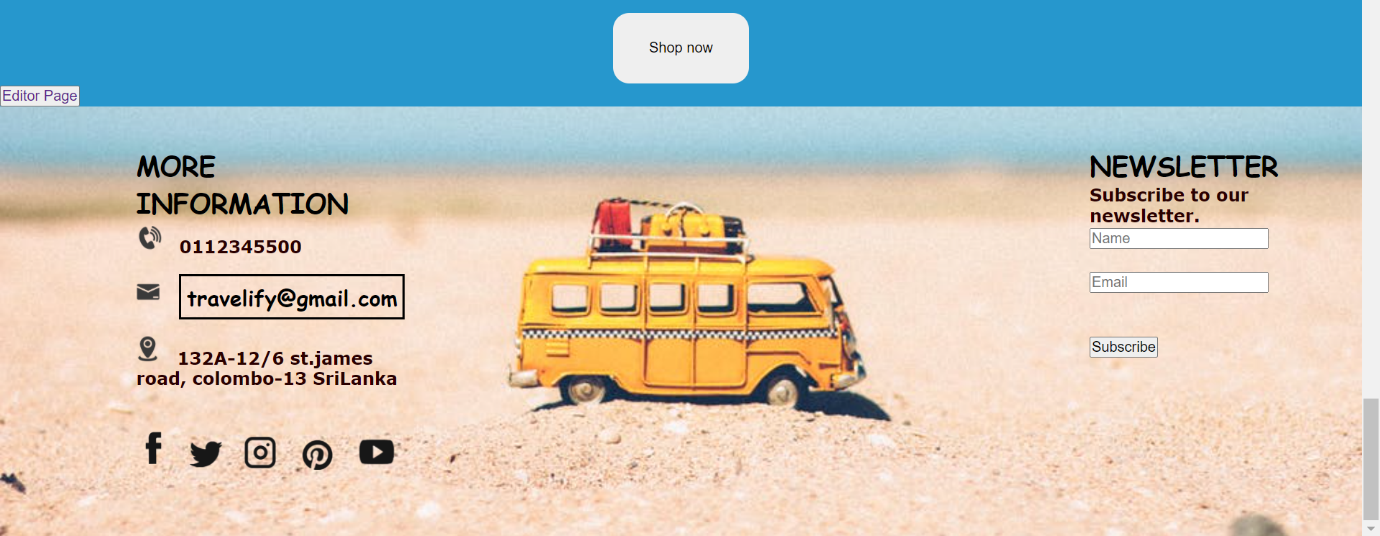 Shop now
Editor Page
MORE
INFORMATION
0112345500
travelify@gmail.com
132A-12/6 st.james
road, colombo-13 SriLanka
NEWSLETTER
Subscribe to our
newsletter.
Name
Email
Subscribe